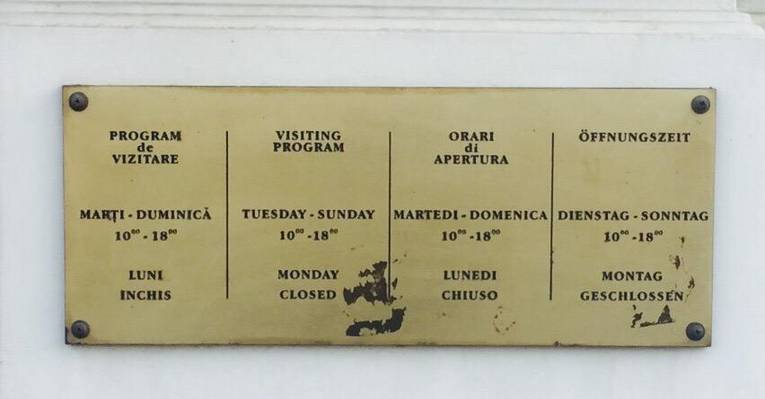 PROGRAM
de
VIZITARE
MARȚI - DUMINICĂ
10⁰⁰ - 18⁰⁰
LUNI
INCHIS
VISITING
PROGRAM
TUESDAY - SUNDAY
10⁰⁰ - 18⁰⁰
MONDAY
CLOSED
ORARI
di
APERTURA
MARTEDI - DOMENICA
10⁰⁰ - 18⁰⁰
LUNEDI
CHIUSO
ÖFFNUNGSZEIT
DIENSTAG - SONNTAG
10⁰⁰ - 18⁰⁰
MONTAG
GESCHLOSSEN